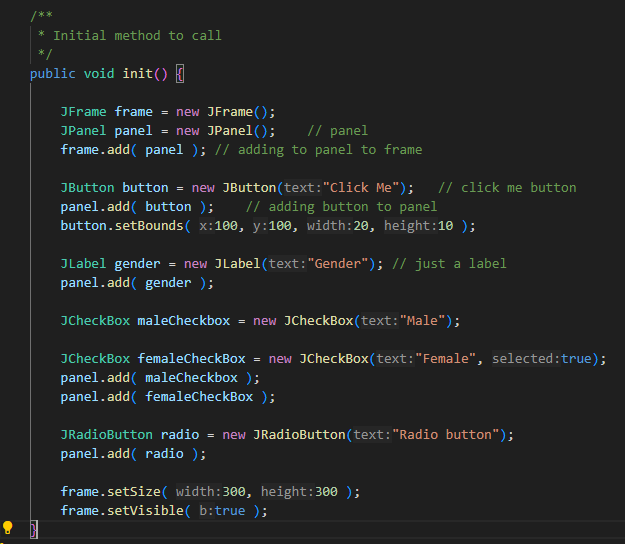 /**
 * Initial method to call
 */
public void init() {
JFrame frame = new JFrame();
JPanel panel = new JPanel();    // panel
frame.add( panel ); // adding to panel to frame
JButton button = new JButton(text:"Click Me");   // click me button
panel.add( button );    // adding button to panel
button.setBounds( x:100, y:100, width:20, height:10 );
JLabel gender = new JLabel(text:"Gender"); // just a label
panel.add( gender );
JCheckBox maleCheckbox = new JCheckBox(text:"Male");
JCheckBox femaleCheckBox = new JCheckBox(text:"Female", selected:true);
panel.add( maleCheckbox );
panel.add( femaleCheckBox );
JRadioButton radio = new JRadioButton(text:"Radio button");
panel.add( radio );
frame.setSize( width:300, height:300 );
frame.setVisible( b:true );
}